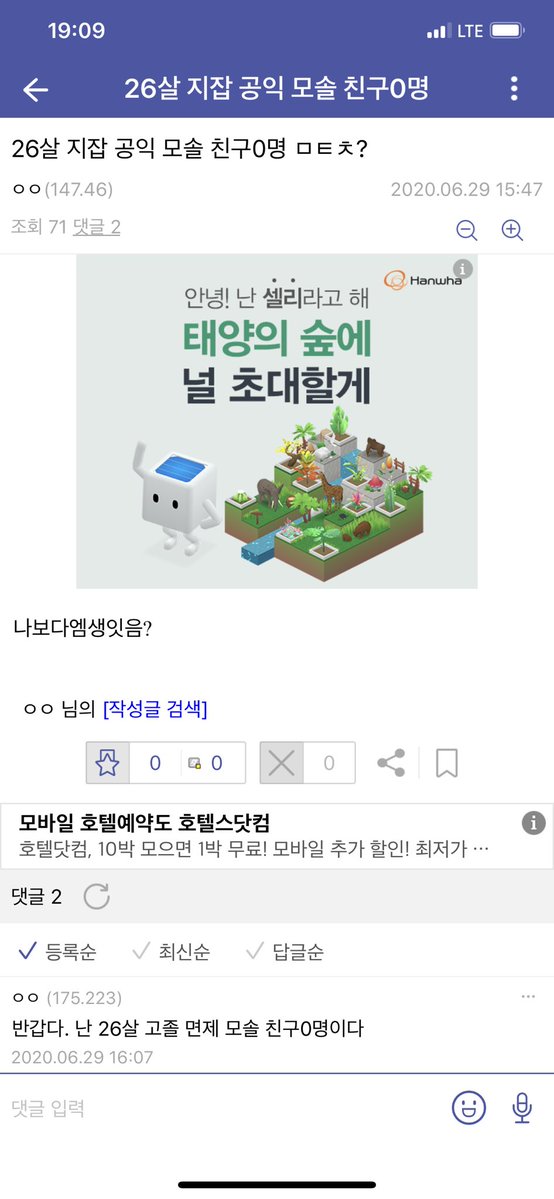 19:09
LTE
26살 지잡 공익 모솔 친구0명
26살 지잡 공익 모솔 친구0명 ㅁㅌㅊ?
ㅇㅇ(147.46)
2020.06.29 15:47
조회 71 댓글 2
Hanwha
안녕! 난 셀리라고 해
태양의 숲에
널 초대할게
나보다엠생잇음?
ㅇㅇ 님의 [작성글 검색]
0 0 0
모바일 호텔예약도 호텔스닷컴
호텔닷컴, 10박 모으면 1박 무료! 모바일 추가 할인! 최저가 ⋯
댓글 2
등록순 최신순 답글순
ㅇㅇ (175.223)
반갑다. 난 26살 고졸 면제 모솔 친구0명이다
2020.06.29 16:07
댓글 입력